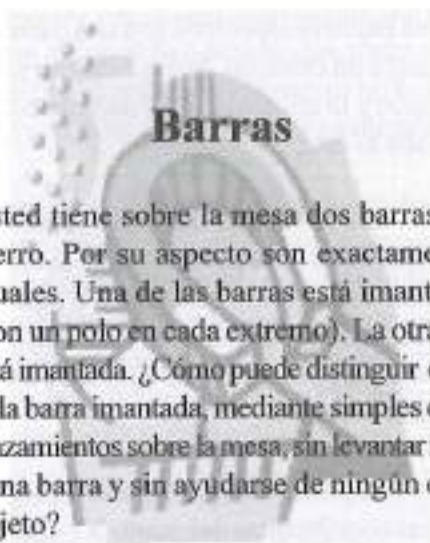 Barras
sted tiene sobre la mesa dos barras
erro. Por su aspecto son exactame
uales. Una de las barras está imant
on un polo en cada extremo). La otra
á imantada. ¿Cómo puede distinguir
la barra imantada, mediante simples
zamientos sobre la mesa, sin levantar
na barra y sin ayudarse de ningún
jeto?